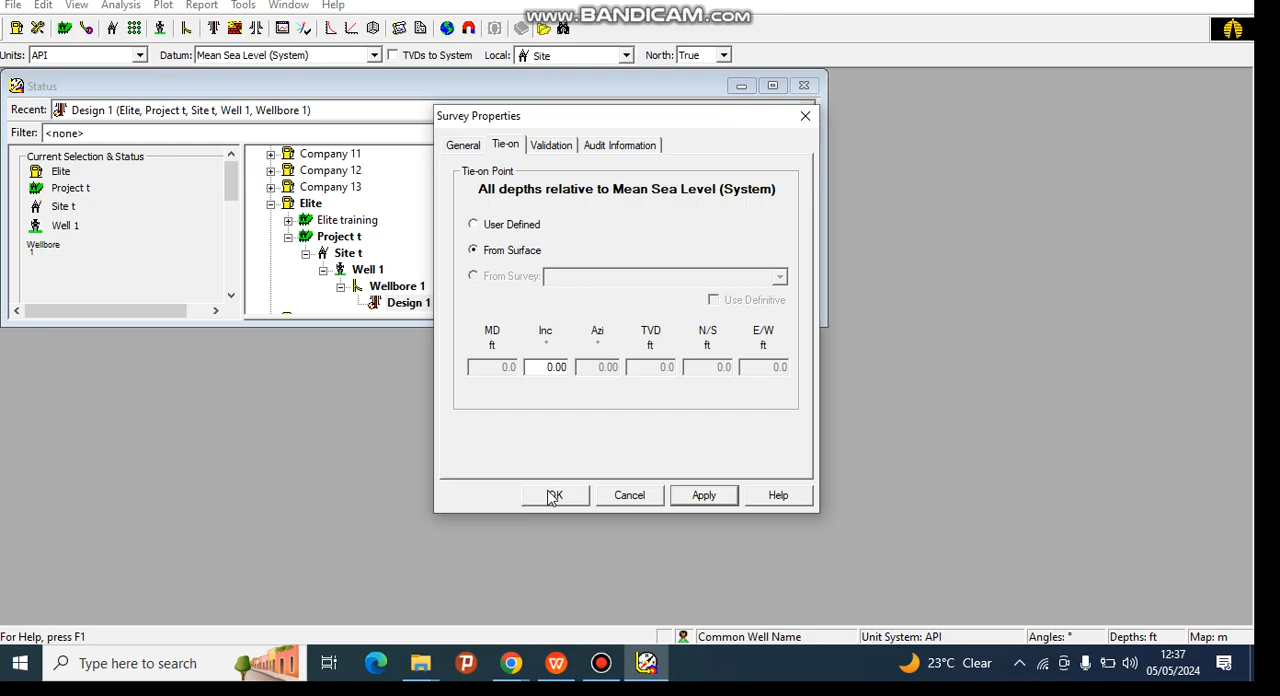 File Edit View Analysis Plot Report Tools Window Help
www.BANDICAM.com
Units: API Datum: Mean Sea Level (System) TVDs to System Local: Site North: True
Status
Recent: Design 1 (Elite, Project t, Site t, Well 1, Wellbore 1)
Filter: <none>
Current Selection & Status
Elite
Project t
Site t
Well 1
Wellbore
1
Company 11
Company 12
Company 13
Elite
Elite training
Project t
Site t
Well 1
Wellbore 1
Design 1
Survey Properties
General Tie-on Validation Audit Information
Tie-on Point
All depths relative to Mean Sea Level (System)
User Defined
From Surface
From Survey:
Use Definitive
MD Inc Azi TVD N/S E/W
ft ° ° ft ft ft
0.0 0.00 0.00 0.0 0.0 0.0
OK Cancel Apply Help
For Help, press F1
Common Well Name Unit System: API Angles: ° Depths: ft Map: m
Type here to search
23°C Clear
12:37
05/05/2024